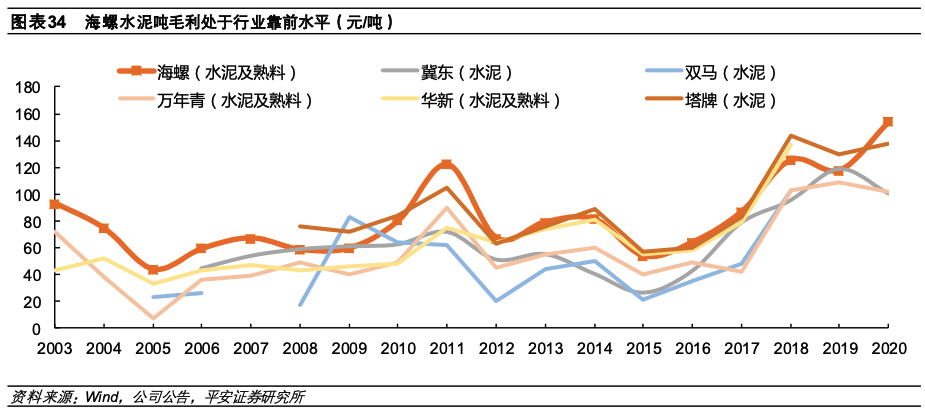 图表34 海螺水泥吨毛利处于行业靠前水平（元/吨）
海螺（水泥及熟料） 冀东（水泥） 双马（水泥）
万年青（水泥及熟料） 华新（水泥及熟料） 塔牌（水泥）
180
160
140
120
100
80
60
40
20
0
2003 2004 2005 2006 2007 2008 2009 2010 2011 2012 2013 2014 2015 2016 2017 2018 2019 2020
资料来源：Wind，公司公告，平安证券研究所